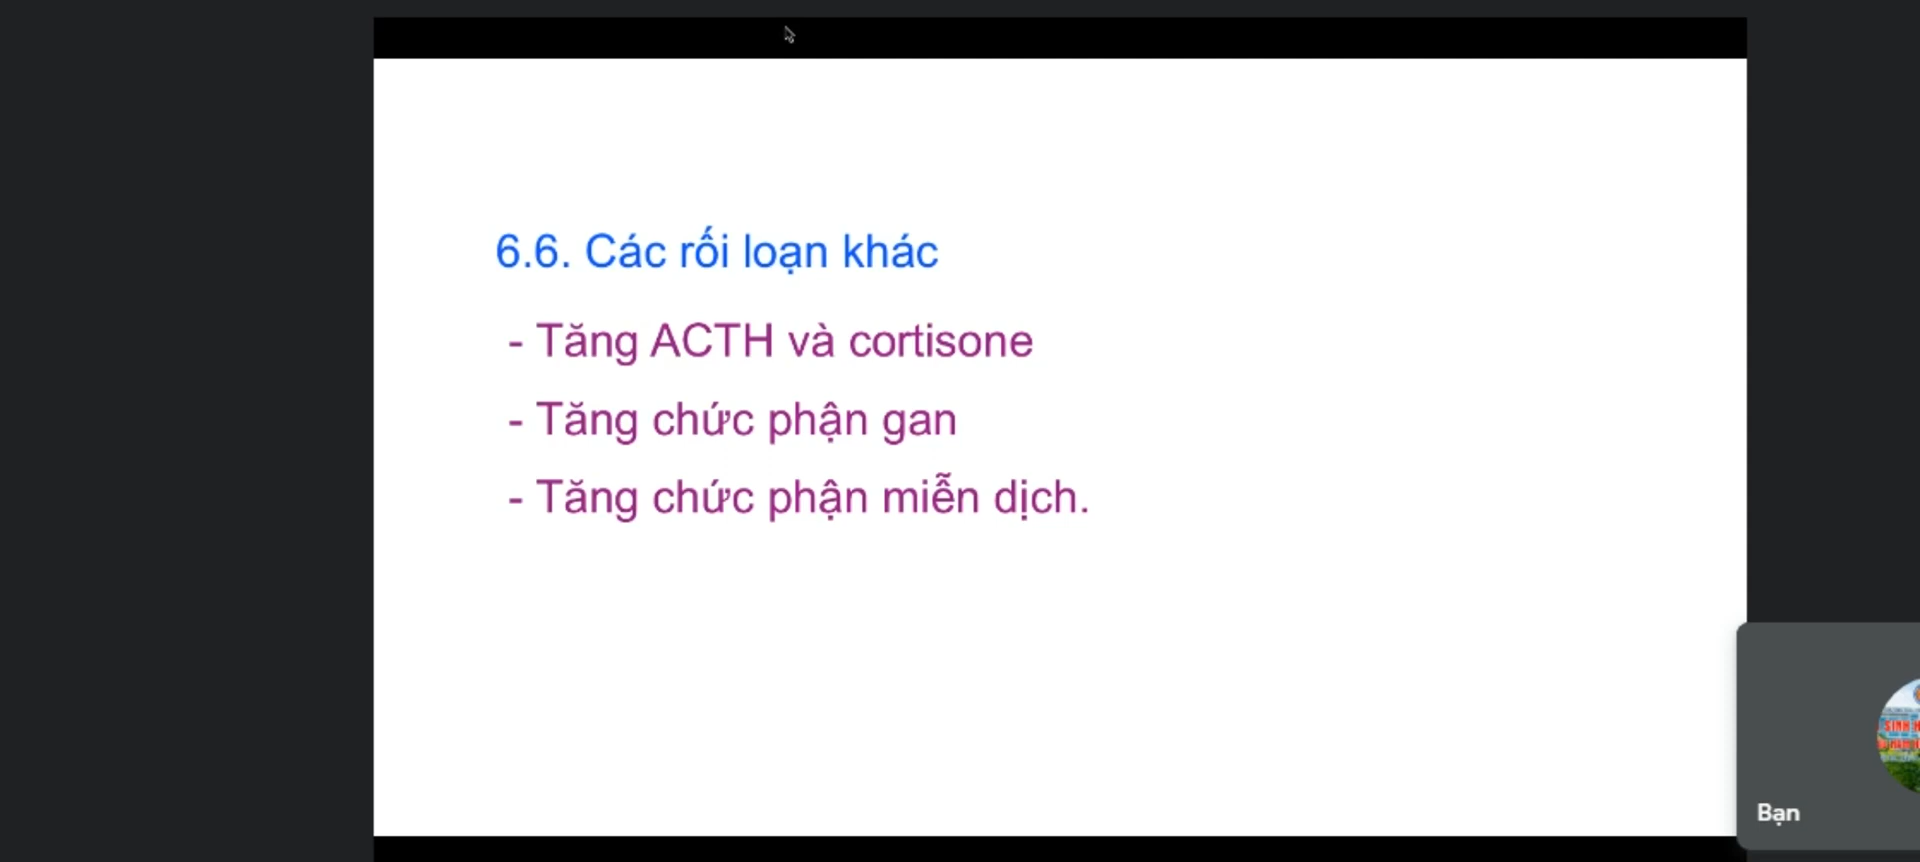 6.6. Các rối loạn khác
- Tăng ACTH và cortisone
- Tăng chức phận gan
- Tăng chức phận miễn dịch.
Bạn